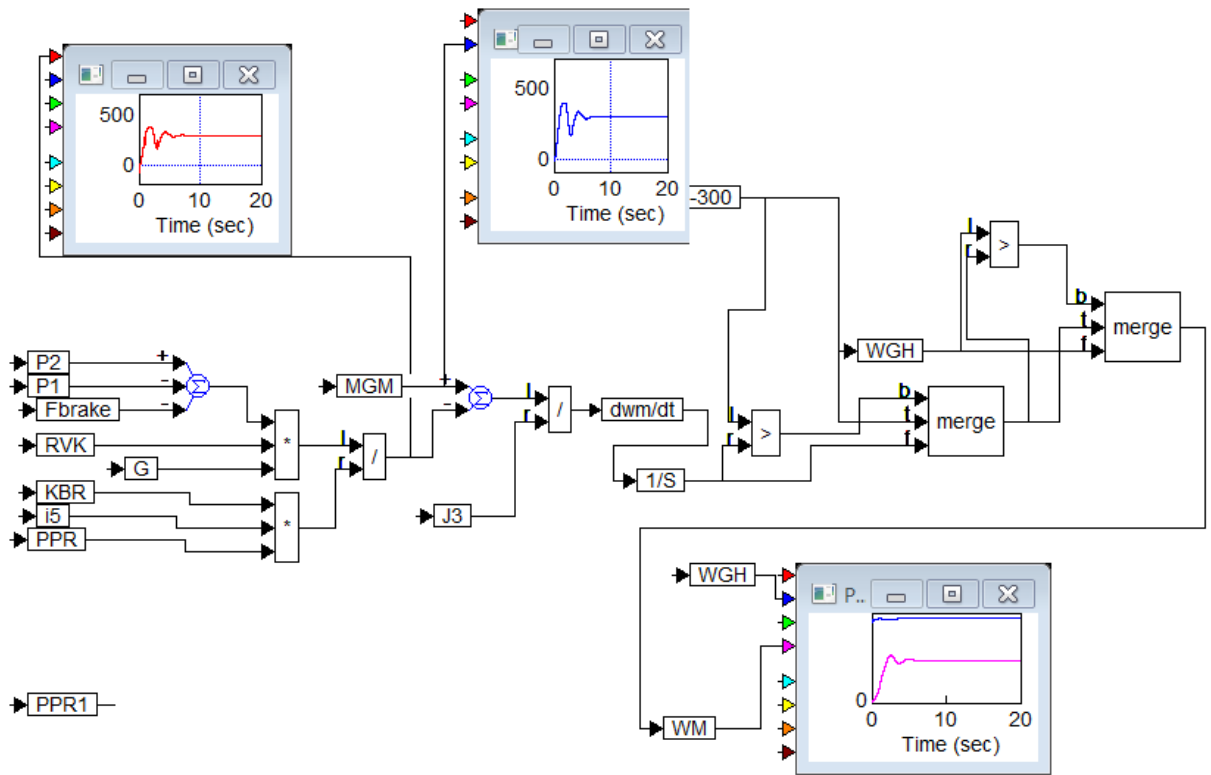 500
0
0 10 20
Time (sec)
500
0
0 10 20
Time (sec)
-300
l
r
>
b
t
f
merge
WGH
P2
P1
Fbrake
+
-
-
Σ
RVK
G
*
KBR
i5
PPR
*
l
r
/
MGM
+
-
Σ
J3
l
r
/
dwm/dt
1/S
l
r
>
b
t
f
merge
WGH
P..
0
0 20
Time (sec)
WM
PPR1